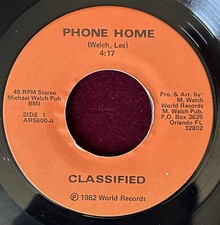 PHONE HOME
(Welch, Lee)
4:17
45 RPM Stereo
Michael Welch Pub
BMI
SIDE 1
AR5600-A
Pro. & Arr. by:
M. Welch
World Records
M. Welch Pub.
P.O. Box 3625
Orlando FL
32802
CLASSIFIED
℗ 1982 World Records